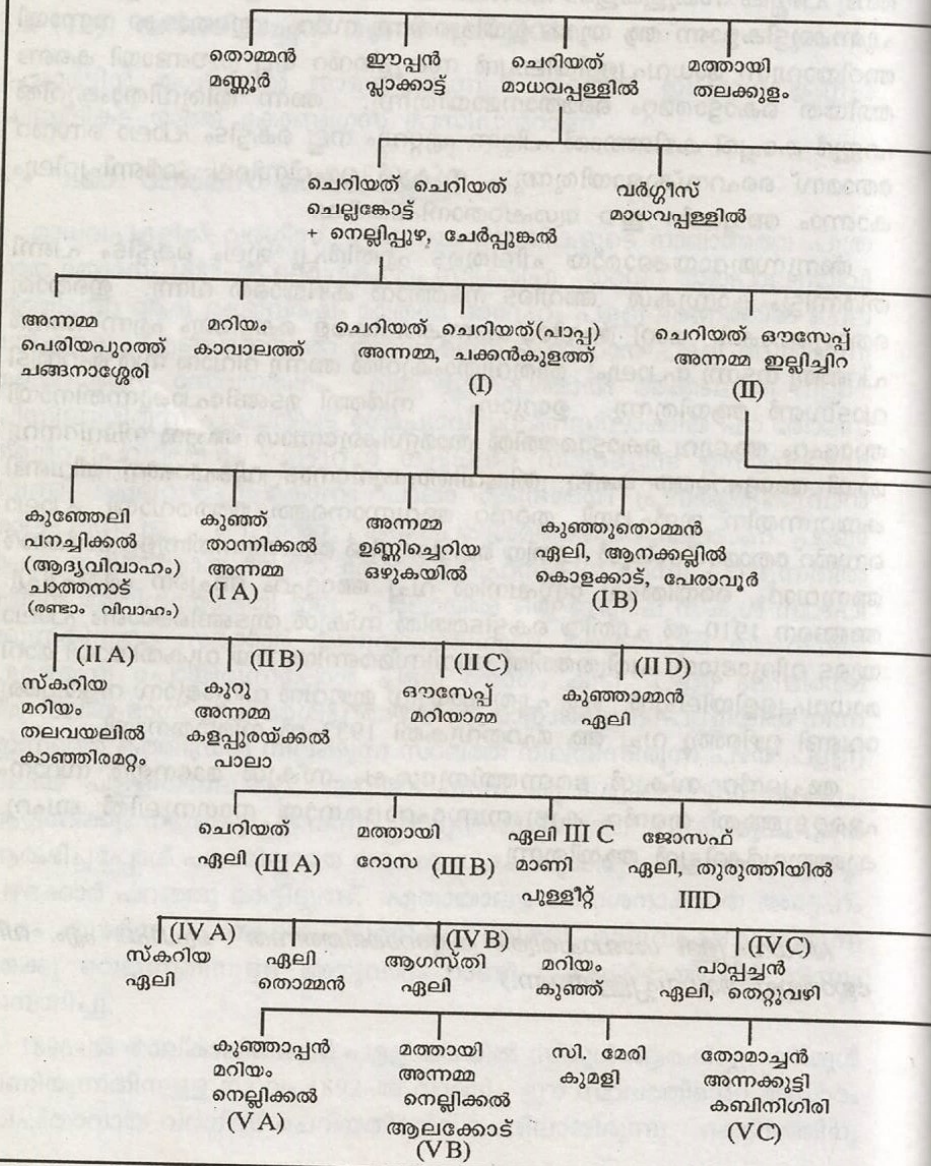 തൊമ്മൻ
മണ്ണൂർ
ഈപ്പൻ
പ്ലാക്കാട്ട്
ചെറിയത്
മാധവപ്പള്ളിൽ
മത്തായി
തലക്കുളം
ചെറിയത് ചെറിയത്
ചെല്ലങ്കോട്ട്
+ നെല്ലിപ്പുഴ, ചേർപ്പുങ്കൻ
വർഗ്ഗീസ്
മാധവപ്പള്ളിൽ
അന്നമ്മ
പെരിയപുറത്ത്
ചങ്ങനാശ്ശേരി
മറിയം
കാവാലത്ത്
ചെറിയത് ചെറിയത്(പാപ്പ)
അന്നമ്മ, ചക്കൻകുളത്ത്
(I)
ചെറിയത് ഔസേപ്പ്
അന്നമ്മ ഇല്ലിച്ചിറ
(II)
കുഞ്ഞേലി
പനച്ചിക്കൽ
(ആദ്യവിവാഹം)
ചാത്തനാട്
(രണ്ടാം വിവാഹം)
കുഞ്ഞ്
താന്നിക്കൽ
അന്നമ്മ
(I A)
അന്നമ്മ
ഉണ്ണിച്ചെറിയ
ഒഴുകയിൽ
കുഞ്ഞുതൊമ്മൻ
ഏലി, ആനക്കല്ലിൽ
കൊളക്കാട്, പേരാവൂർ
(I B)
(II A)
സ്കറിയ
മറിയം
തലവയലിൽ
കാഞ്ഞിരമറ്റം
(II B)
കുറു
അന്നമ്മ
കളപ്പുരയ്ക്കൽ
പാലാ
(II C)
ഔസേപ്പ്
മറിയാമ്മ
(II D)
കുഞ്ഞാമ്മൻ
ഏലി
ചെറിയത്
ഏലി (III A)
മത്തായി
റോസ (III B)
ഏലി III C
മാണി
പുള്ളീറ്റ്
ജോസഫ്
ഏലി, തുരുത്തിയിൽ
IIID
(IV A)
സ്കറിയ
ഏലി
ഏലി
തൊമ്മൻ
(IV B)
ആഗസ്തി
ഏലി
മറിയം
കുഞ്ഞ്
(IV C)
പാപ്പച്ചൻ
ഏലി, തെറ്റുവഴി
കുഞ്ഞാപ്പൻ
മറിയം
നെല്ലിക്കൽ
(V A)
മത്തായി
അന്നമ്മ
നെല്ലിക്കൽ
ആലക്കോട്
(V B)
സി. മേരി
കുമളി
തോമാച്ചൻ
അന്നക്കുട്ടി
കബിനിഗിരി
(V C)